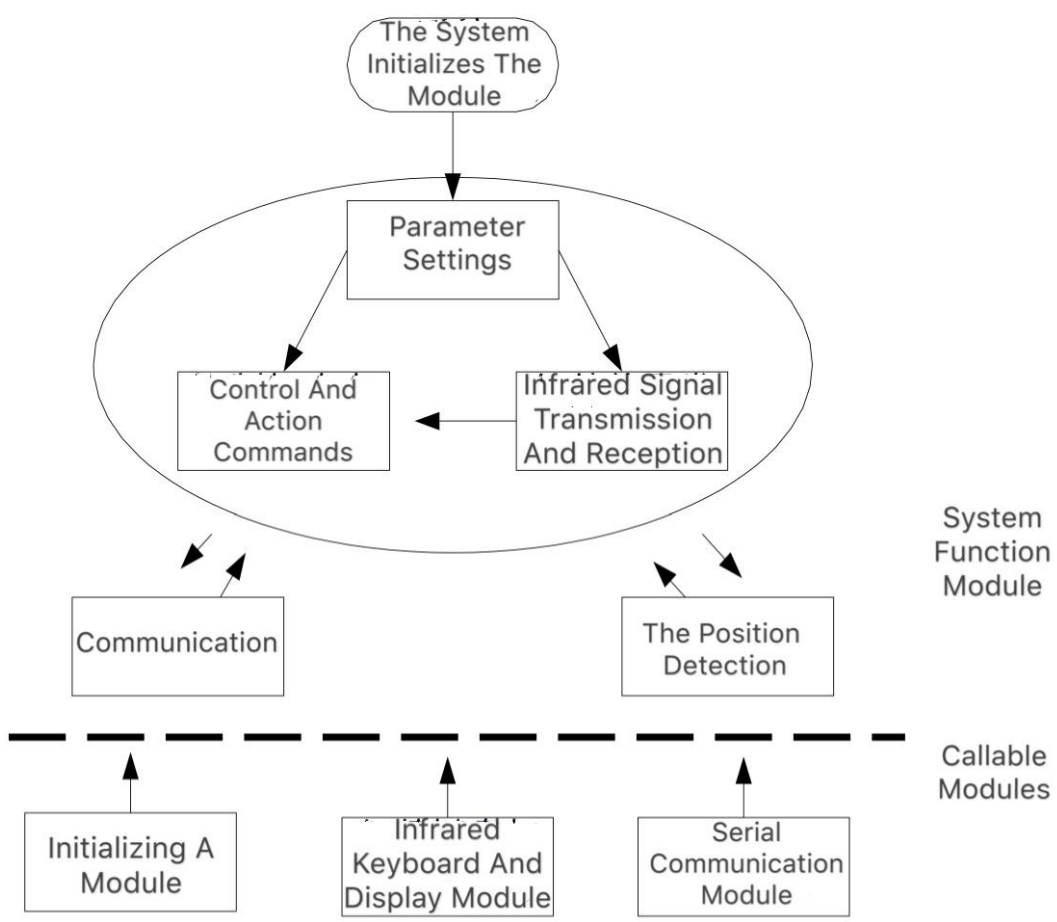 The System
Initializes The
Module
Parameter
Settings
Control And
Action
Commands
Infrared Signal
Transmission
And Reception
System
Function
Module
Communication
The Position
Detection
Callable
Modules
Initializing A
Module
Infrared
Keyboard And
Display Module
Serial
Communication
Module